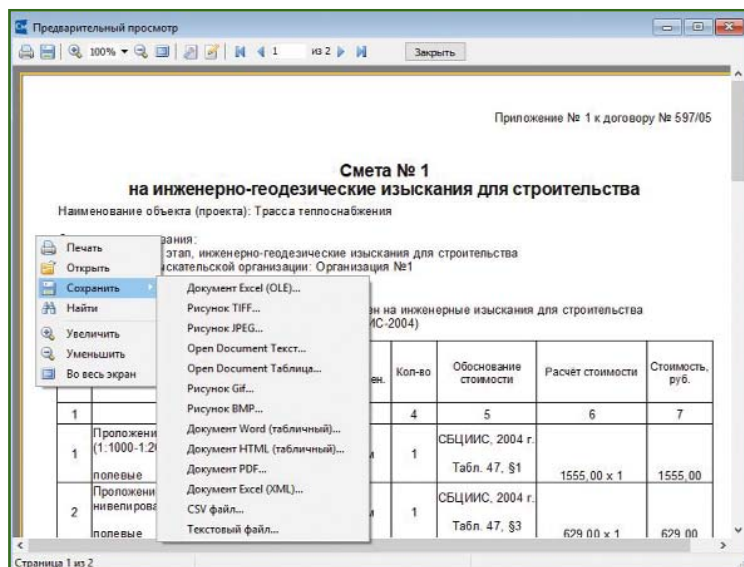 Предварительный просмотр
100% 1 из 2 Закрыть
Приложение № 1 к договору № 597/05
Смета № 1
на инженерно-геодезические изыскания для строительства
Наименование объекта (проекта): Трасса теплоснабжения
этап, инженерно-геодезические изыскания для строительства
организации: Организация №1
на инженерные изыскания для строительства
Печать
Открыть
Сохранить
Найти
Увеличить
Уменьшить
Во весь экран
Документ Excel (OLE)...
Рисунок TIFF...
Рисунок JPEG...
Open Document Текст...
Open Document Таблица...
Рисунок Gif...
Рисунок BMP...
Документ Word (табличный)...
Документ HTML (табличный)...
Документ PDF...
Документ Excel (XML)...
CSV файл...
Текстовый файл...
Кол-во
Обоснование
стоимости
Расчёт стоимости
Стоимость,
руб.
1 4 5 6 7
1
(1:1000-1:20
полевые
1
СБЦИИС, 2004 г.
Табл. 47, §1
1555,00 x 1
1555,00
2
полевые
1
СБЦИИС, 2004 г.
Табл. 47, §3
629,00 x 1
629,00
Страница 1 из 2